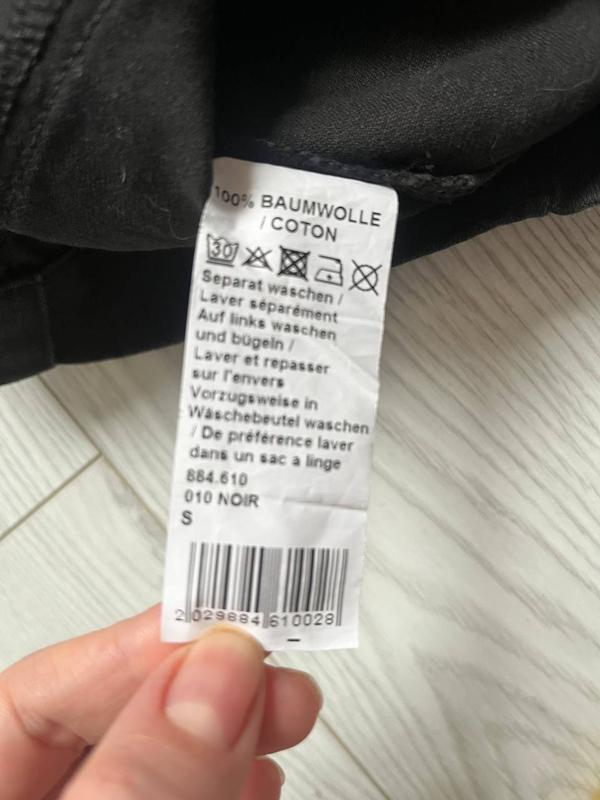 100% BAUMWOLLE
/ COTON
30
Separat waschen /
Laver séparément
Auf links waschen
und bügeln /
Laver et repasser
sur l'envers
Vorzugsweise in
Wäschebeutel waschen
/ De préférence laver
dans un sac a linge
884.610
010 NOIR
S
2 029884 610028